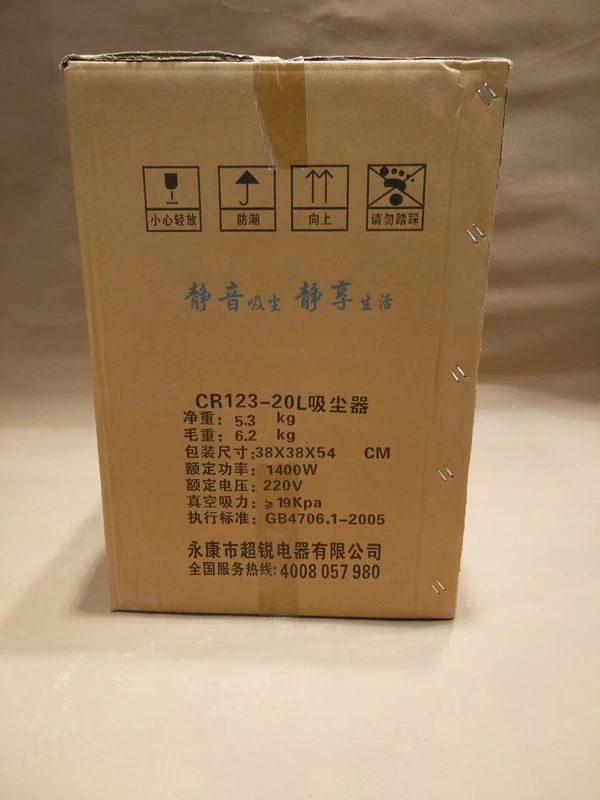 小心轻放
防潮
向上
请勿踏踩
静音吸尘 静享生活
CR123-20L吸尘器
净重: 5.3 kg
毛重: 6.2 kg
包装尺寸:38X38X54 CM
额定功率: 1400W
额定电压: 220V
真空吸力: ≥19Kpa
执行标准: GB4706.1-2005
永康市超锐电器有限公司
全国服务热线: 4008 057 980